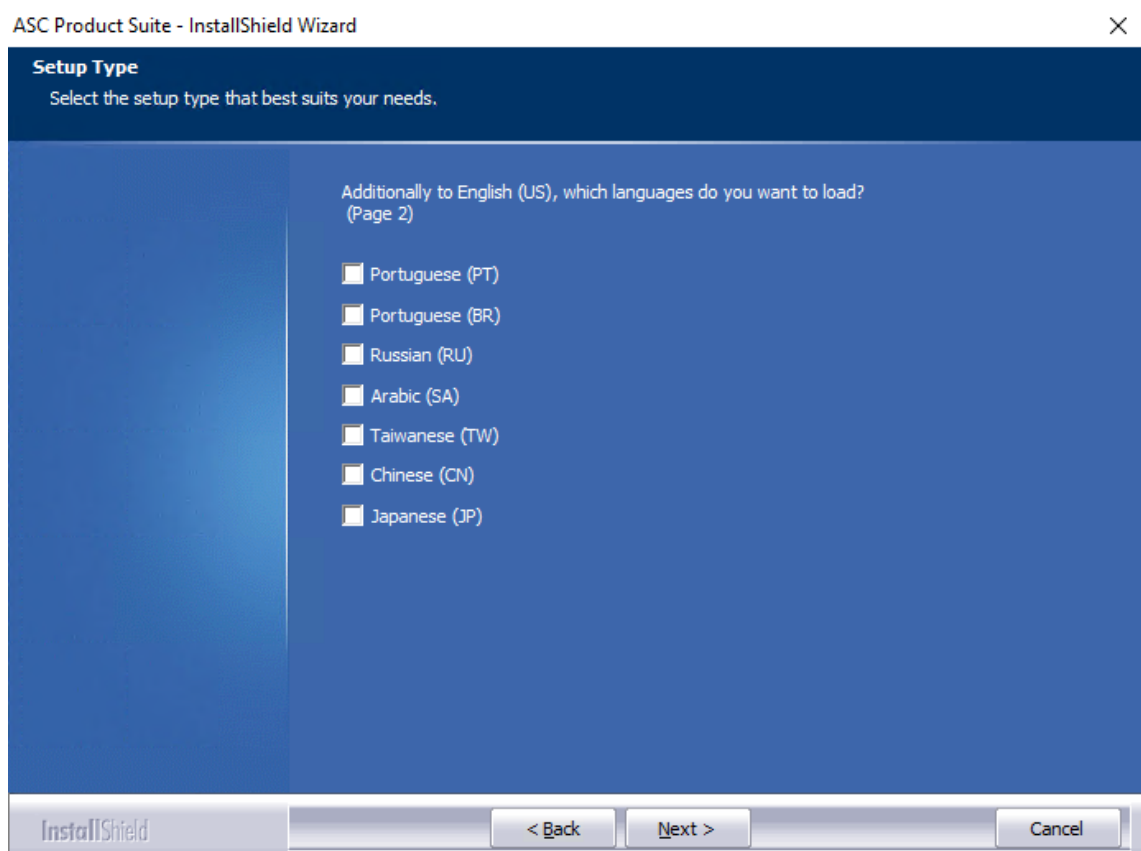 ASC Product Suite - InstallShield Wizard
Setup Type
Select the setup type that best suits your needs.
Additionally to English (US), which languages do you want to load?
(Page 2)
Portuguese (PT)
Portuguese (BR)
Russian (RU)
Arabic (SA)
Taiwanese (TW)
Chinese (CN)
Japanese (JP)
InstallShield
< Back
Next >
Cancel